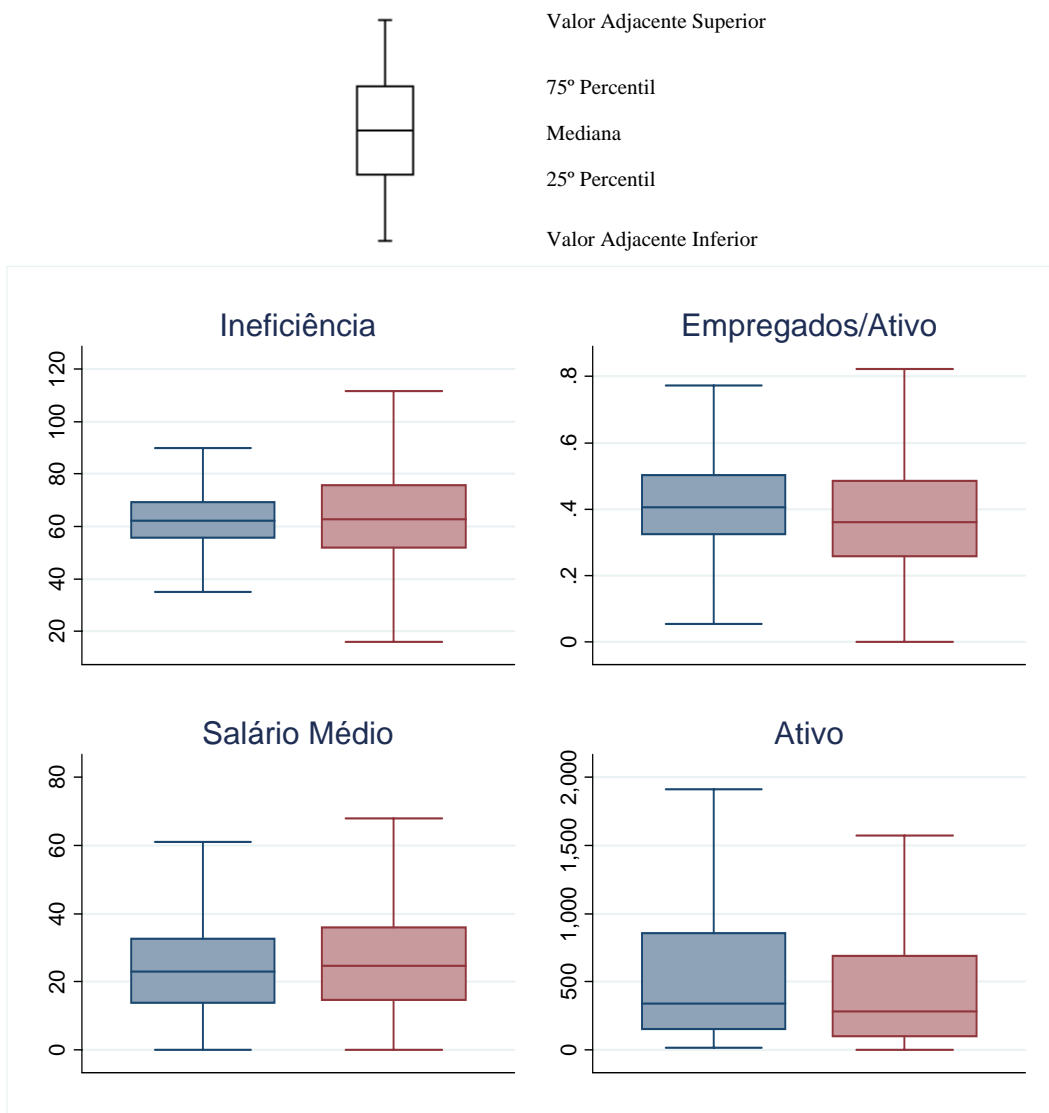 Valor Adjacente Superior
75º Percentil
Mediana
25º Percentil
Valor Adjacente Inferior
Ineficiência
120
100
80
60
40
20
Empregados/Ativo
.8
.6
.4
.2
0
Salário Médio
80
60
40
20
0
Ativo
2,000
1,500
1,000
500
0